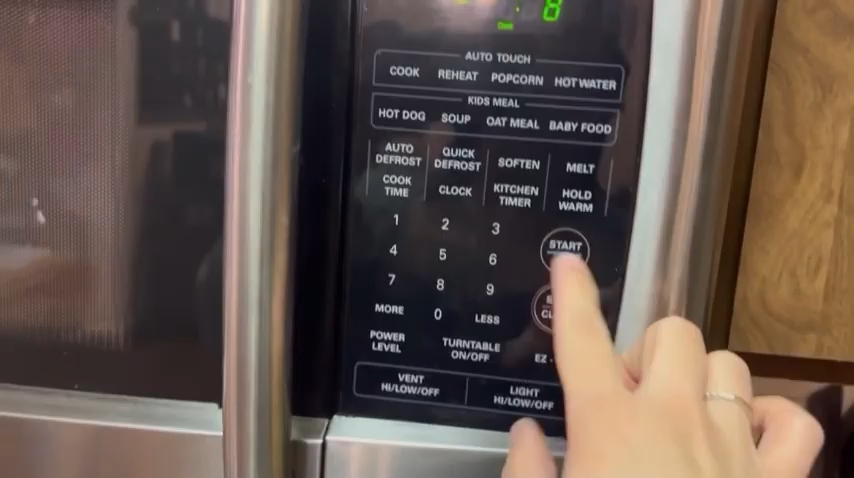 8
AUTO TOUCH
COOK REHEAT POPCORN HOT WATER
KIDS MEAL
HOT DOG SOUP OAT MEAL BABY FOOD
AUTO DEFROST QUICK DEFROST SOFTEN MELT
COOK TIME CLOCK KITCHEN TIMER HOLD WARM
1 2 3
START
4 5 6
7 8 9
MORE 0 LESS
POWER LEVEL TURNTABLE ON/OFF EZ
VENT HI/LOW/OFF LIGHT HI/LOW/OFF